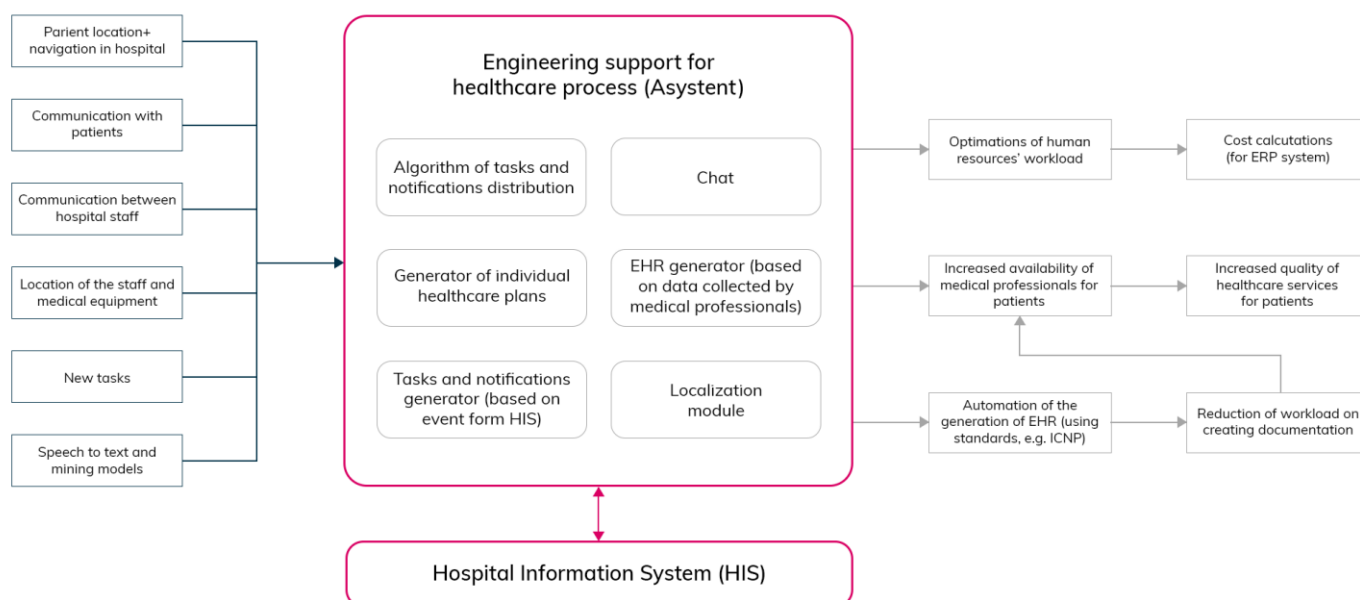 Parient location+
navigation in hospital
Communication with
patients
Communication between
hospital staff
Location of the staff and
medical equipment
New tasks
Speech to text and
mining models
Engineering support for
healthcare process (Asystent)
Algorithm of tasks and
notifications distribution
Chat
Generator of individual
healthcare plans
EHR generator (based
on data collected by
medical professionals)
Tasks and notifications
generator (based on
event form HIS)
Localization
module
Hospital Information System (HIS)
Optimations of human
resources’ workload
Cost calcutations
(for ERP system)
Increased availability of
medical professionals for
patients
Increased quality of
healthcare services
for patients
Automation of the
generation of EHR (using
standards, e.g. ICNP)
Reduction of workload on
creating documentation